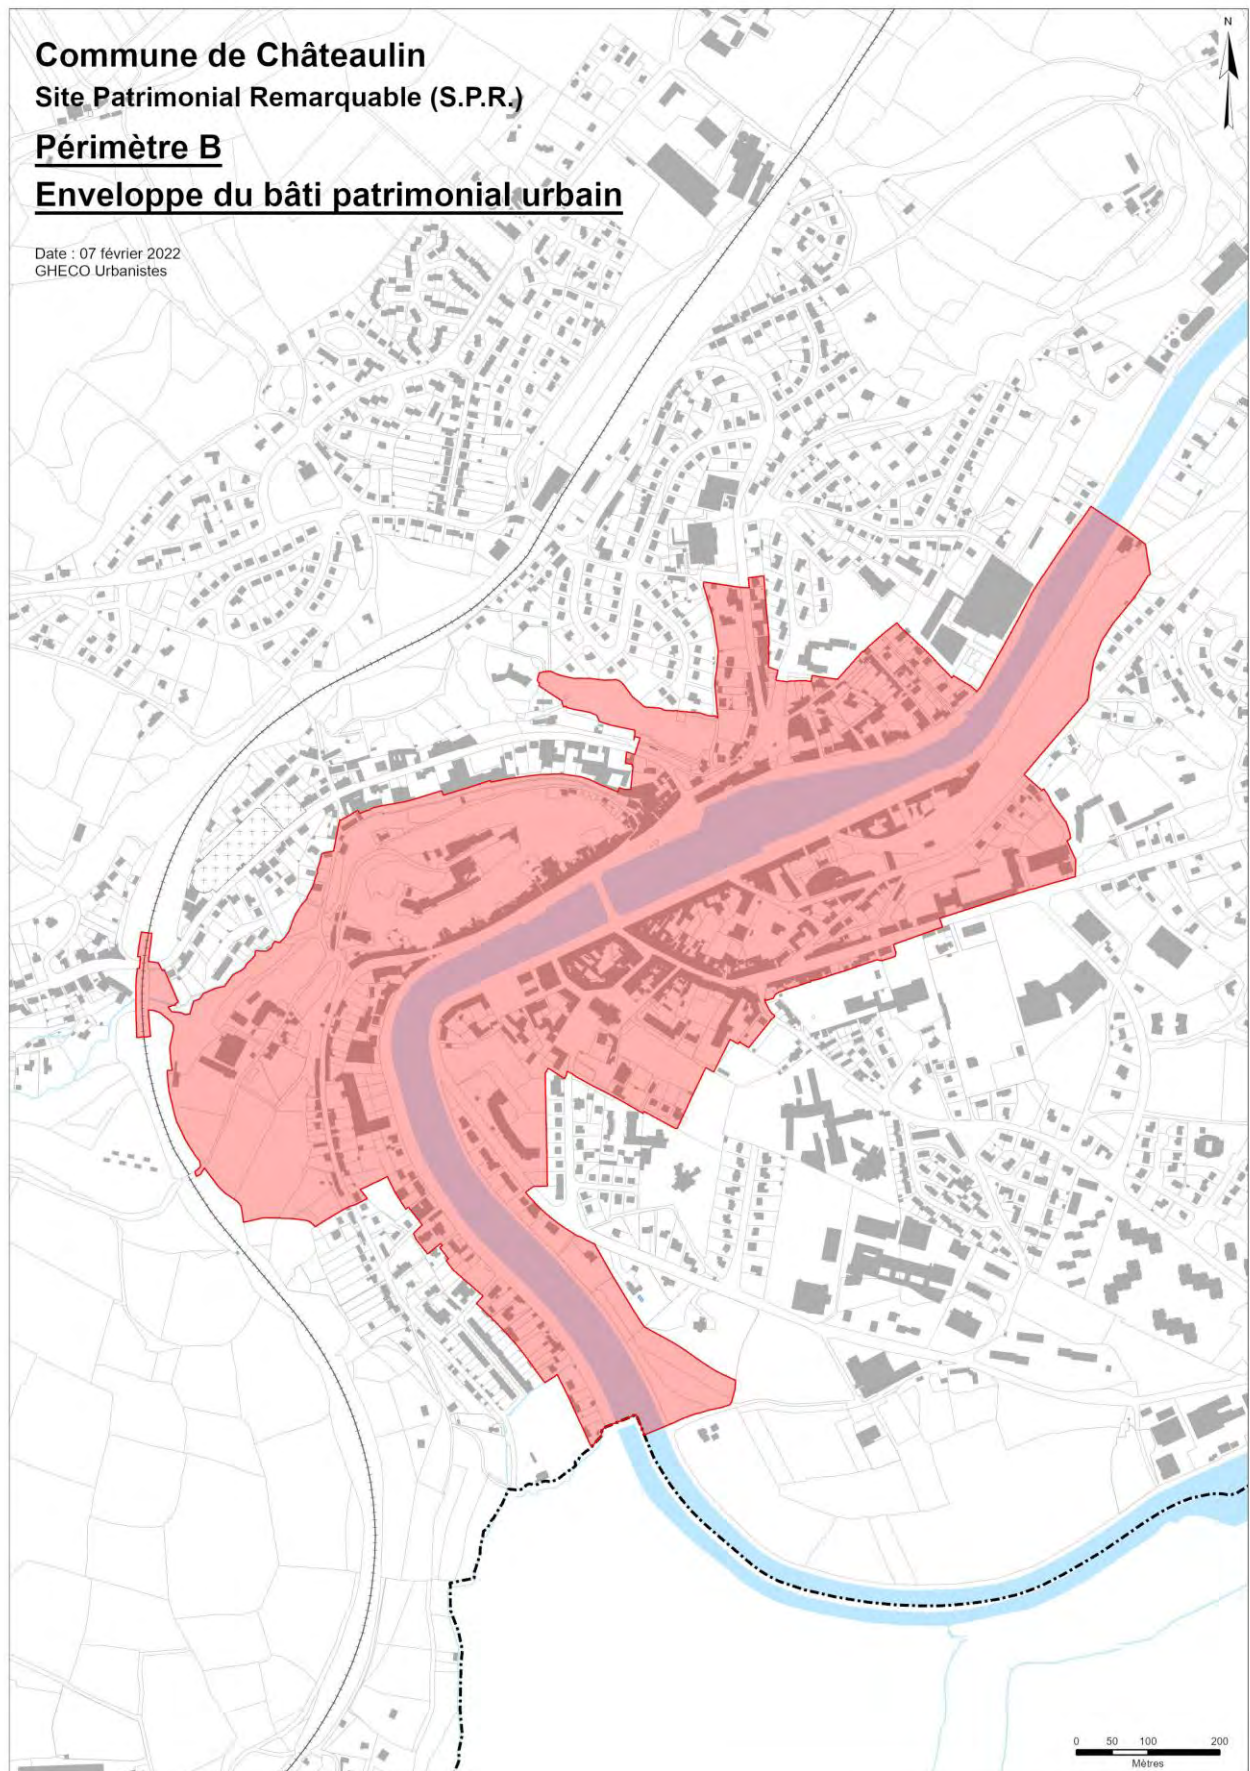 Commune de Châteaulin
Site Patrimonial Remarquable (S.P.R.)
Périmètre B
Enveloppe du bâti patrimonial urbain
Date : 07 février 2022
GHECO Urbanistes
N
0 50 100 200
Mètres